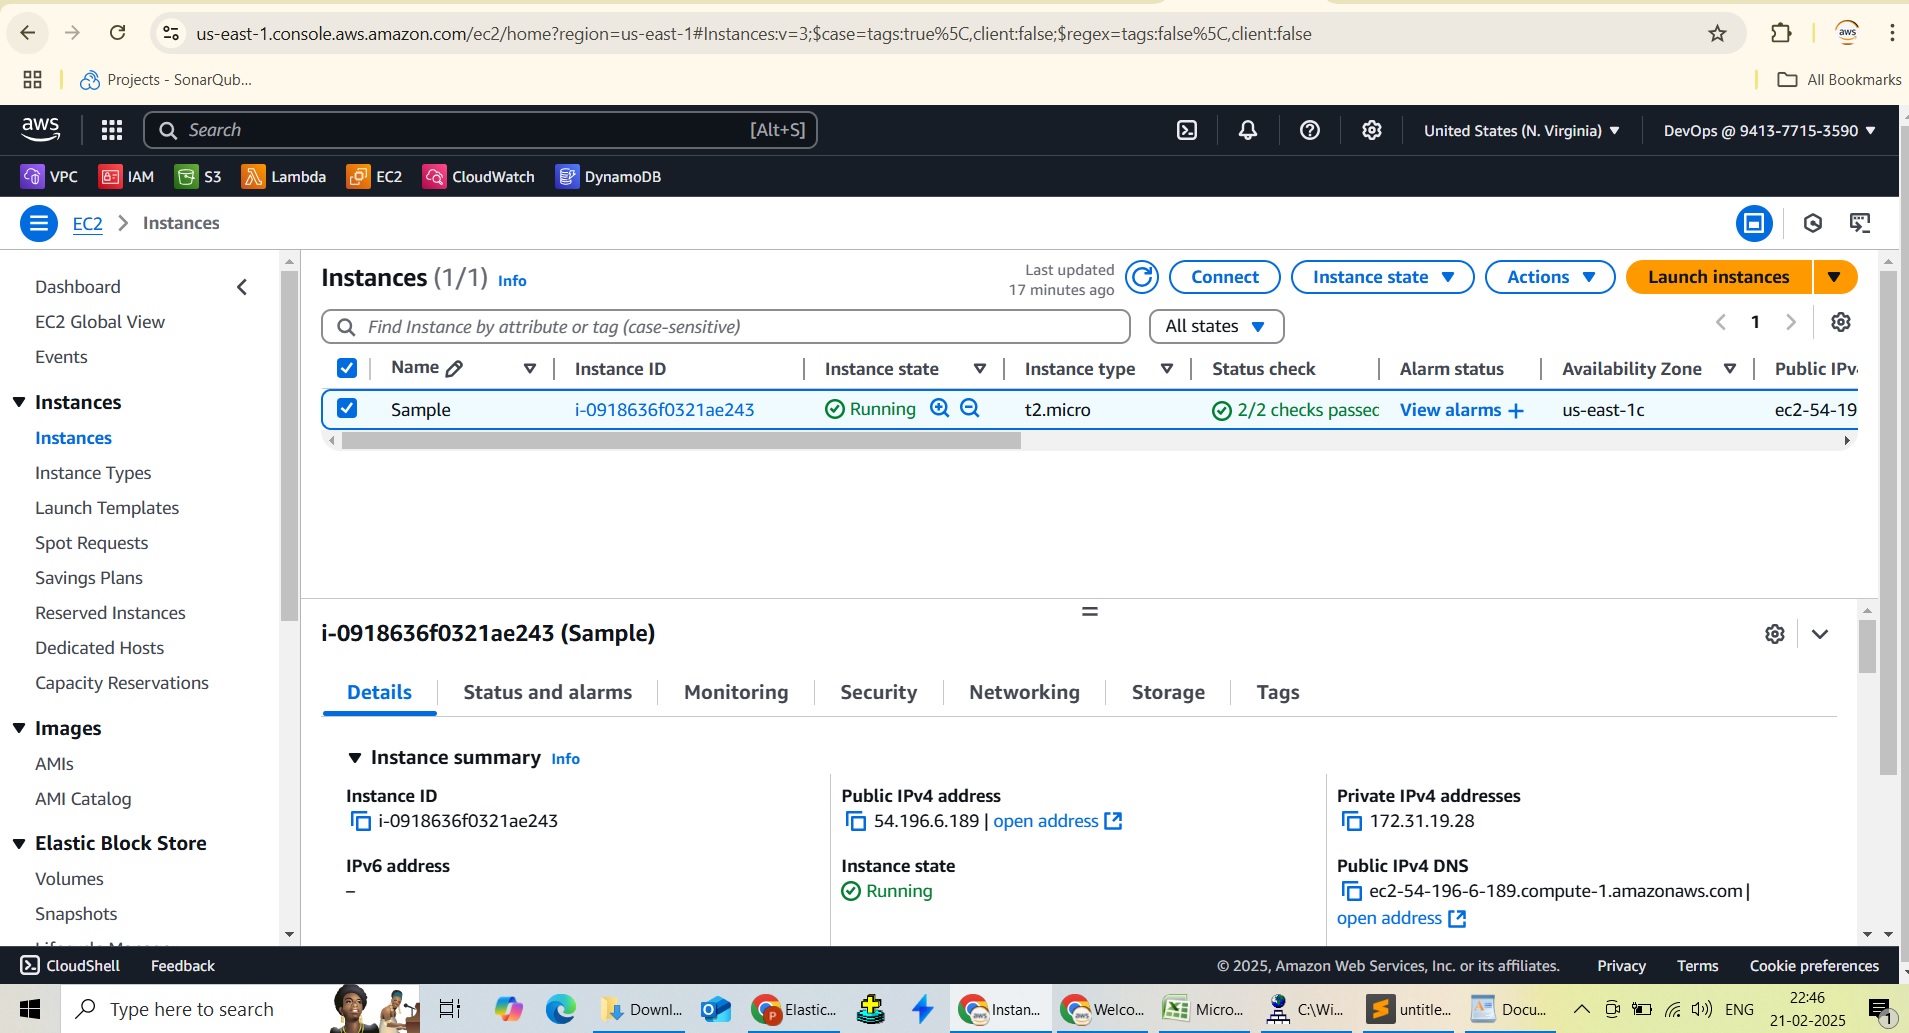 us-east-1.console.aws.amazon.com/ec2/home?region=us-east-1#Instances:v=3;$case=tags:true%5C,client:false;$regex=tags:false%5C,client:false
aws
Projects - SonarQub...
All Bookmarks
aws
Search
[Alt+S]
United States (N. Virginia)
DevOps @ 9413-7715-3590
VPC
IAM
S3
Lambda
EC2
CloudWatch
DynamoDB
EC2
Instances
Dashboard
EC2 Global View
Events
Instances
Instances
Instance Types
Launch Templates
Spot Requests
Savings Plans
Reserved Instances
Dedicated Hosts
Capacity Reservations
Images
AMIs
AMI Catalog
Elastic Block Store
Volumes
Snapshots
Instances (1/1) Info
Last updated
17 minutes ago
Connect
Instance state
Actions
Launch instances
Find Instance by attribute or tag (case-sensitive)
All states
1
Name
Instance ID
Instance state
Instance type
Status check
Alarm status
Availability Zone
Public IPv
Sample
i-0918636f0321ae243
Running
t2.micro
2/2 checks passec
View alarms +
us-east-1c
ec2-54-19
i-0918636f0321ae243 (Sample)
Details
Status and alarms
Monitoring
Security
Networking
Storage
Tags
Instance summary Info
Instance ID
i-0918636f0321ae243
Public IPv4 address
54.196.6.189 | open address
Private IPv4 addresses
172.31.19.28
IPv6 address
–
Instance state
Running
Public IPv4 DNS
ec2-54-196-6-189.compute-1.amazonaws.com |
open address
CloudShell
Feedback
© 2025, Amazon Web Services, Inc. or its affiliates.
Privacy
Terms
Cookie preferences
Type here to search
Downl...
Elastic...
Instan...
Welco...
Micro...
C:\Wi...
untitle...
Docu...
ENG
22:46
21-02-2025
1